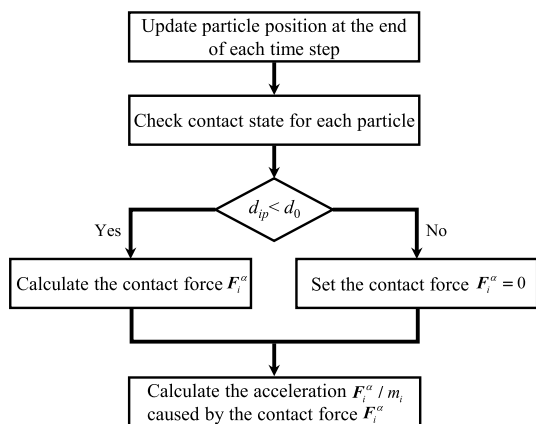 Update particle position at the end
of each time step
Check contact state for each particle
d_{ip} < d_0
Yes
No
Calculate the contact force F_i^α
Set the contact force F_i^α = 0
Calculate the acceleration F_i^α / m_i
caused by the contact force F_i^α